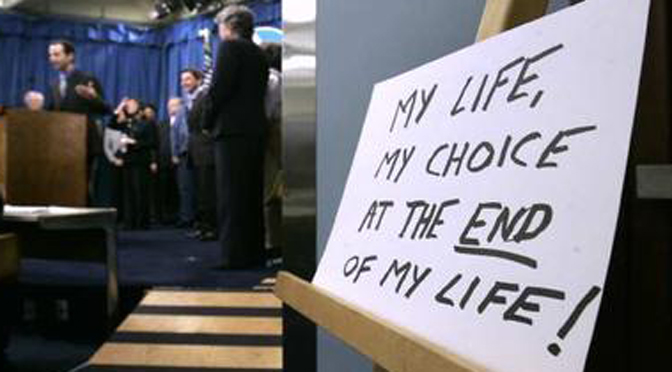 MY LIFE,
MY CHOICE
AT THE END
OF MY LIFE!